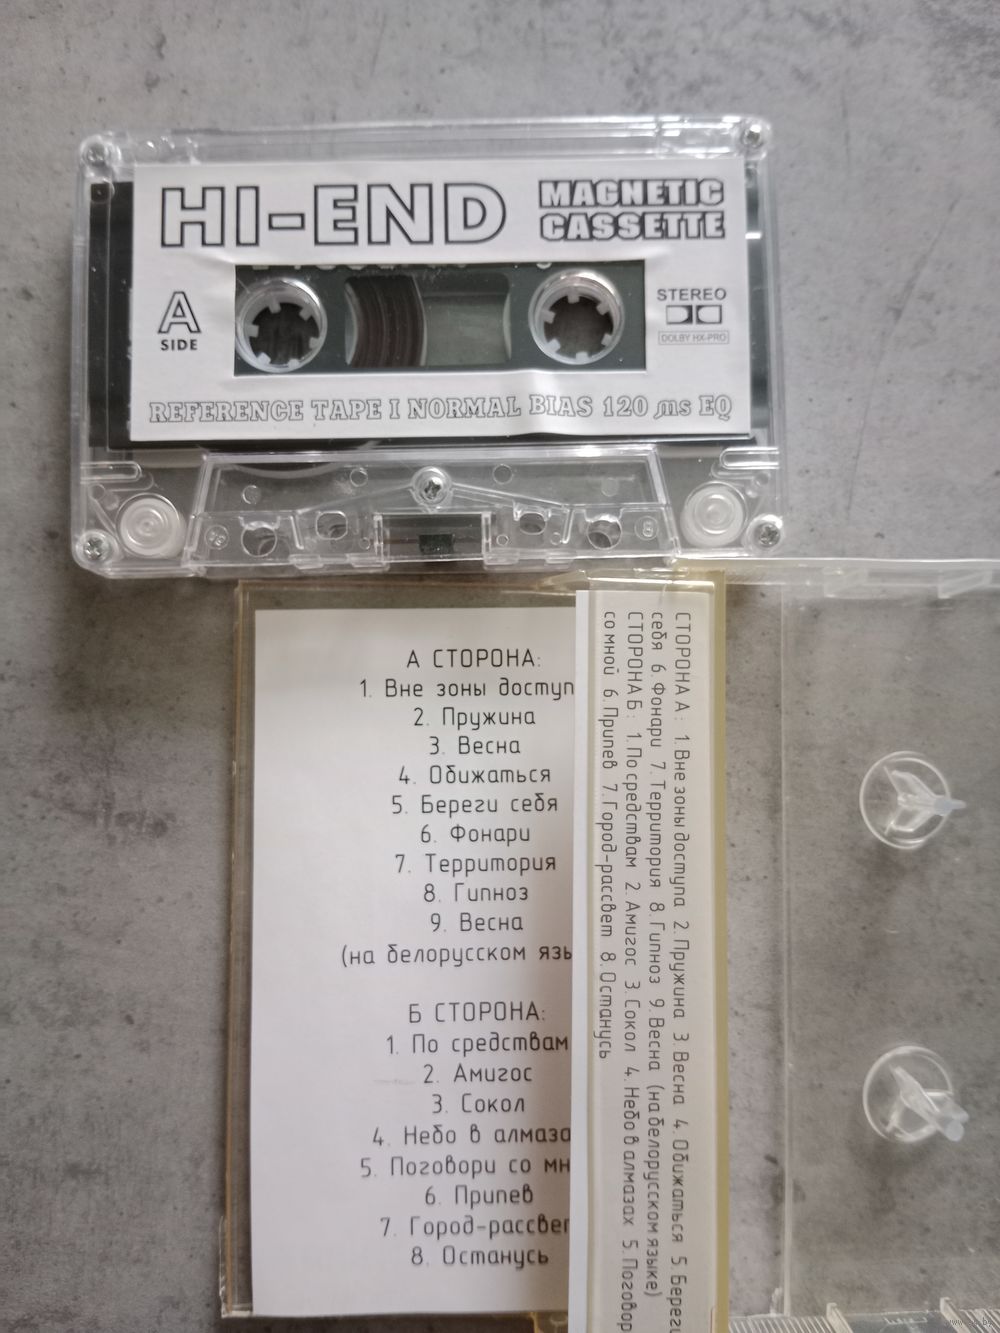 HI-END
MAGNETIC
CASSETTE
A
SIDE
STEREO
DOLBY HX-PRO
REFERENCE TAPE I NORMAL BIAS 120 µs EQ
А СТОРОНА:
1. Вне зоны доступ
2. Пружина
3. Весна
4. Обижаться
5. Береги себя
6. Фонари
7. Территория
8. Гипноз
9. Весна
(на белорусском язы
Б СТОРОНА:
1. По средствам
2. Амигос
3. Сокол
4. Небо в алмаза
5. Поговори со мн
6. Припев
7. Город-рассвет
8. Останусь
СТОРОНА А : 1. Вне зоны доступа 2. Пружина 3. Весна 4. Обижаться 5. Береги
себя 6. Фонари 7. Территория 8. Гипноз 9. Весна (на белорусском языке)
СТОРОНА Б : 1. По средствам 2. Амигос 3. Сокол 4. Небо в алмазах 5. Поговор
со мной 6. Припев 7. Город-рассвет 8. Останусь